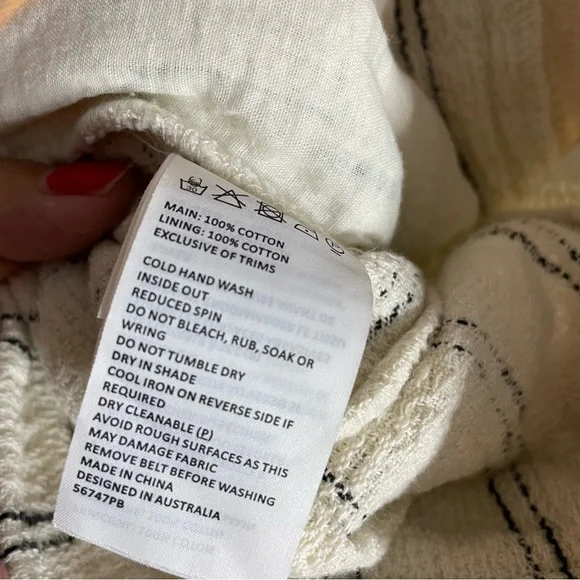 30
MAIN: 100% COTTON
LINING: 100% COTTON
EXCLUSIVE OF TRIMS
COLD HAND WASH
INSIDE OUT
REDUCED SPIN
DO NOT BLEACH, RUB, SOAK OR
WRING
DO NOT TUMBLE DRY
DRY IN SHADE
COOL IRON ON REVERSE SIDE IF
REQUIRED
DRY CLEANABLE (P)
AVOID ROUGH SURFACES AS THIS
MAY DAMAGE FABRIC
REMOVE BELT BEFORE WASHING
MADE IN CHINA
DESIGNED IN AUSTRALIA
56747PB